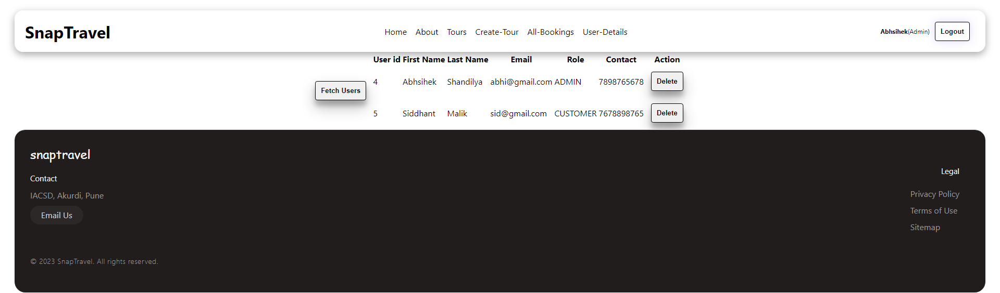 SnapTravel
Home About Tours Create-Tour All-Bookings User-Details
Abhsihek(Admin) Logout
User id First Name Last Name Email Role Contact Action
Fetch Users
4 Abhsihek Shandilya abhi@gmail.com ADMIN 7898765678 Delete
5 Siddhant Malik sid@gmail.com CUSTOMER 7678898765 Delete
snaptravel
Contact
IACSD, Akurdi, Pune
Email Us
Legal
Privacy Policy
Terms of Use
Sitemap
© 2023 SnapTravel. All rights reserved.